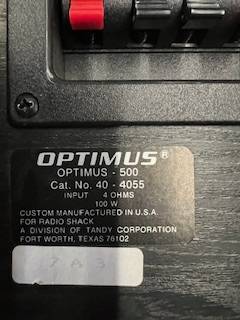 OPTIMUS®
OPTIMUS - 500
Cat. No. 40 - 4055
INPUT 4 OHMS
100 W
CUSTOM MANUFACTURED IN U.S.A.
FOR RADIO SHACK
A DIVISION OF TANDY CORPORATION
FORT WORTH, TEXAS 76102
7A3